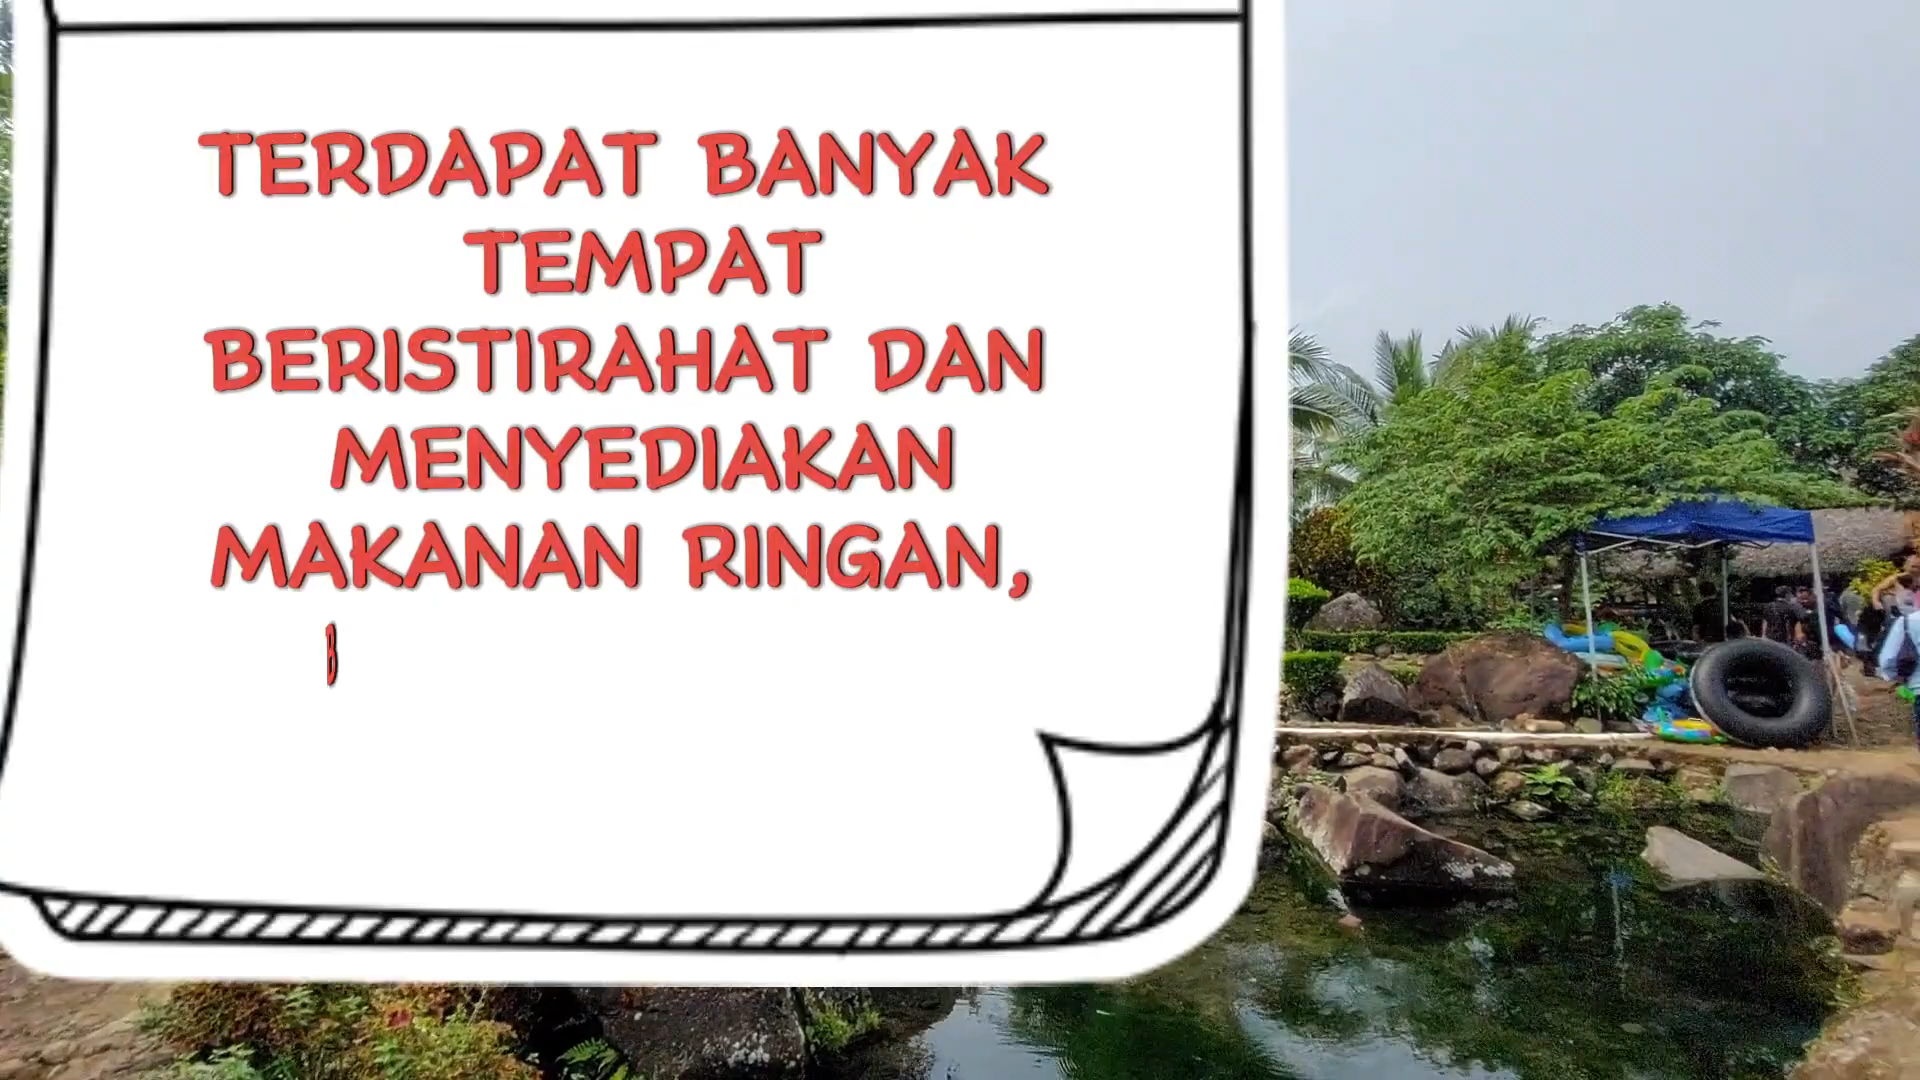 TERDAPAT BANYAK
TEMPAT
BERISTIRAHAT DAN
MENYEDIAKAN
MAKANAN RINGAN,
B